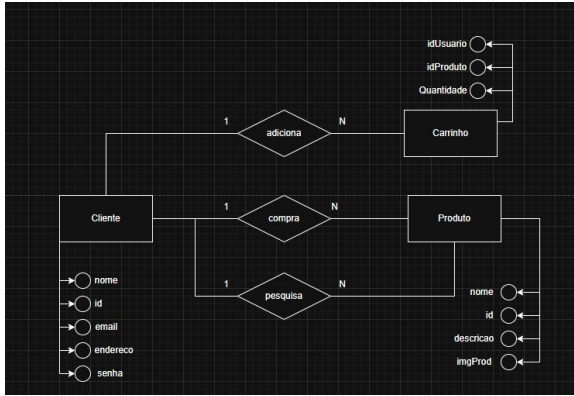 idUsuario
idProduto
Quantidade
1
adiciona
N
Carrinho
Cliente
1
compra
N
Produto
1
pesquisa
N
nome
id
email
endereco
senha
nome
id
descricao
imgProd